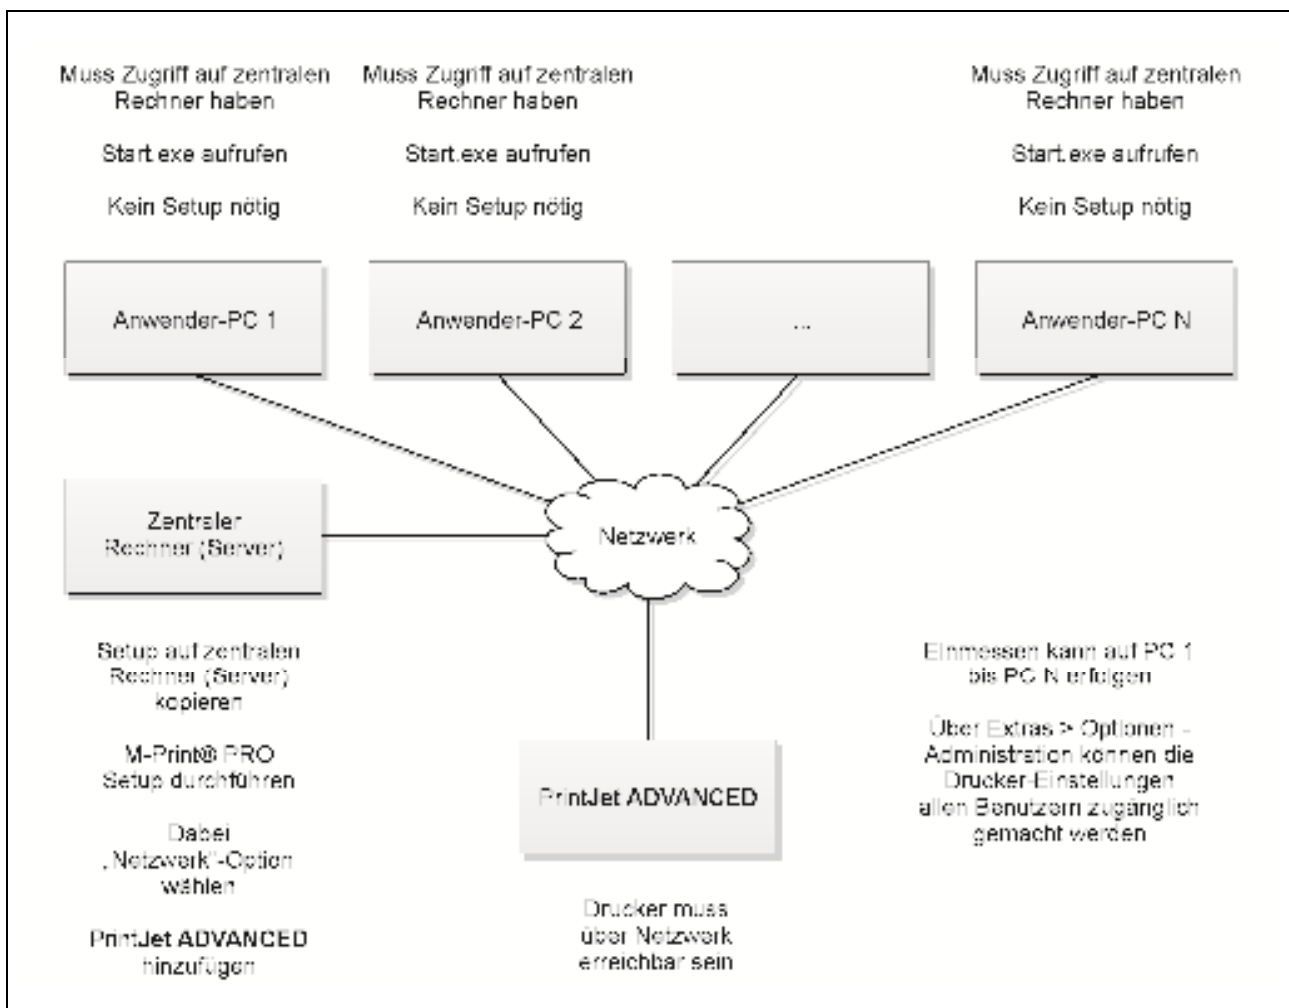 Muss Zugriff auf zentralen
Rechner haben
Start.exe aufrufen
Kein Setup nötig
Muss Zugriff auf zentralen
Rechner haben
Start.exe aufrufen
Kein Setup nötig
Muss Zugriff auf zentralen
Rechner haben
Start.exe aufrufen
Kein Setup nötig
Anwender-PC 1
Anwender-PC 2
...
Anwender-PC N
Zentraler
Rechner (Server)
Netzwerk
Setup auf zentralen
Rechner (Server)
kopieren
M-Print® PRO
Setup durchführen
Dabei
„Netzwerk"-Option
wählen
PrintJet ADVANCED
hinzufügen
PrintJet ADVANCED
Drucker muss
über Netzwerk
erreichbar sein
Einmessen kann auf PC 1
bis PC N erfolgen
Über Extras > Optionen -
Administration können die
Drucker-Einstellungen
allen Benutzern zugänglich
gemacht werden